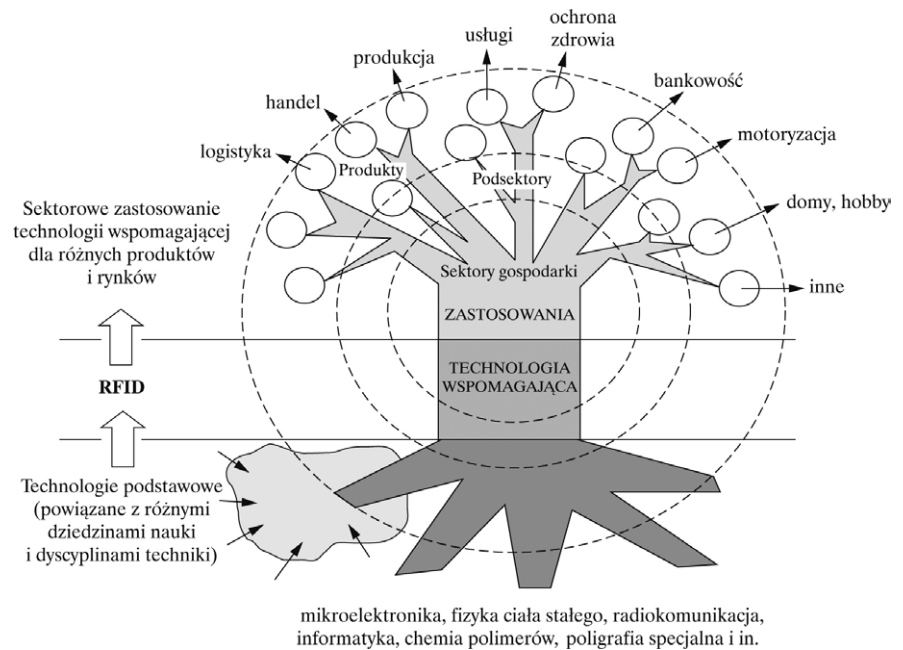 ochrona
zdrowia
usługi
produkcja
bankowość
handel
motoryzacja
logistyka
Produkty
Podsektory
domy, hobby
Sektorowe zastosowanie
technologii wspomagającej
dla różnych produktów
i rynków
Sektory gospodarki
inne
ZASTOSOWANIA
TECHNOLOGIA
WSPOMAGAJĄCA
RFID
Technologie podstawowe
(powiązane z różnymi
dziedzinami nauki
i dyscyplinami techniki)
mikroelektronika, fizyka ciała stałego, radiokomunikacja,
informatyka, chemia polimerów, poligrafia specjalna i in.